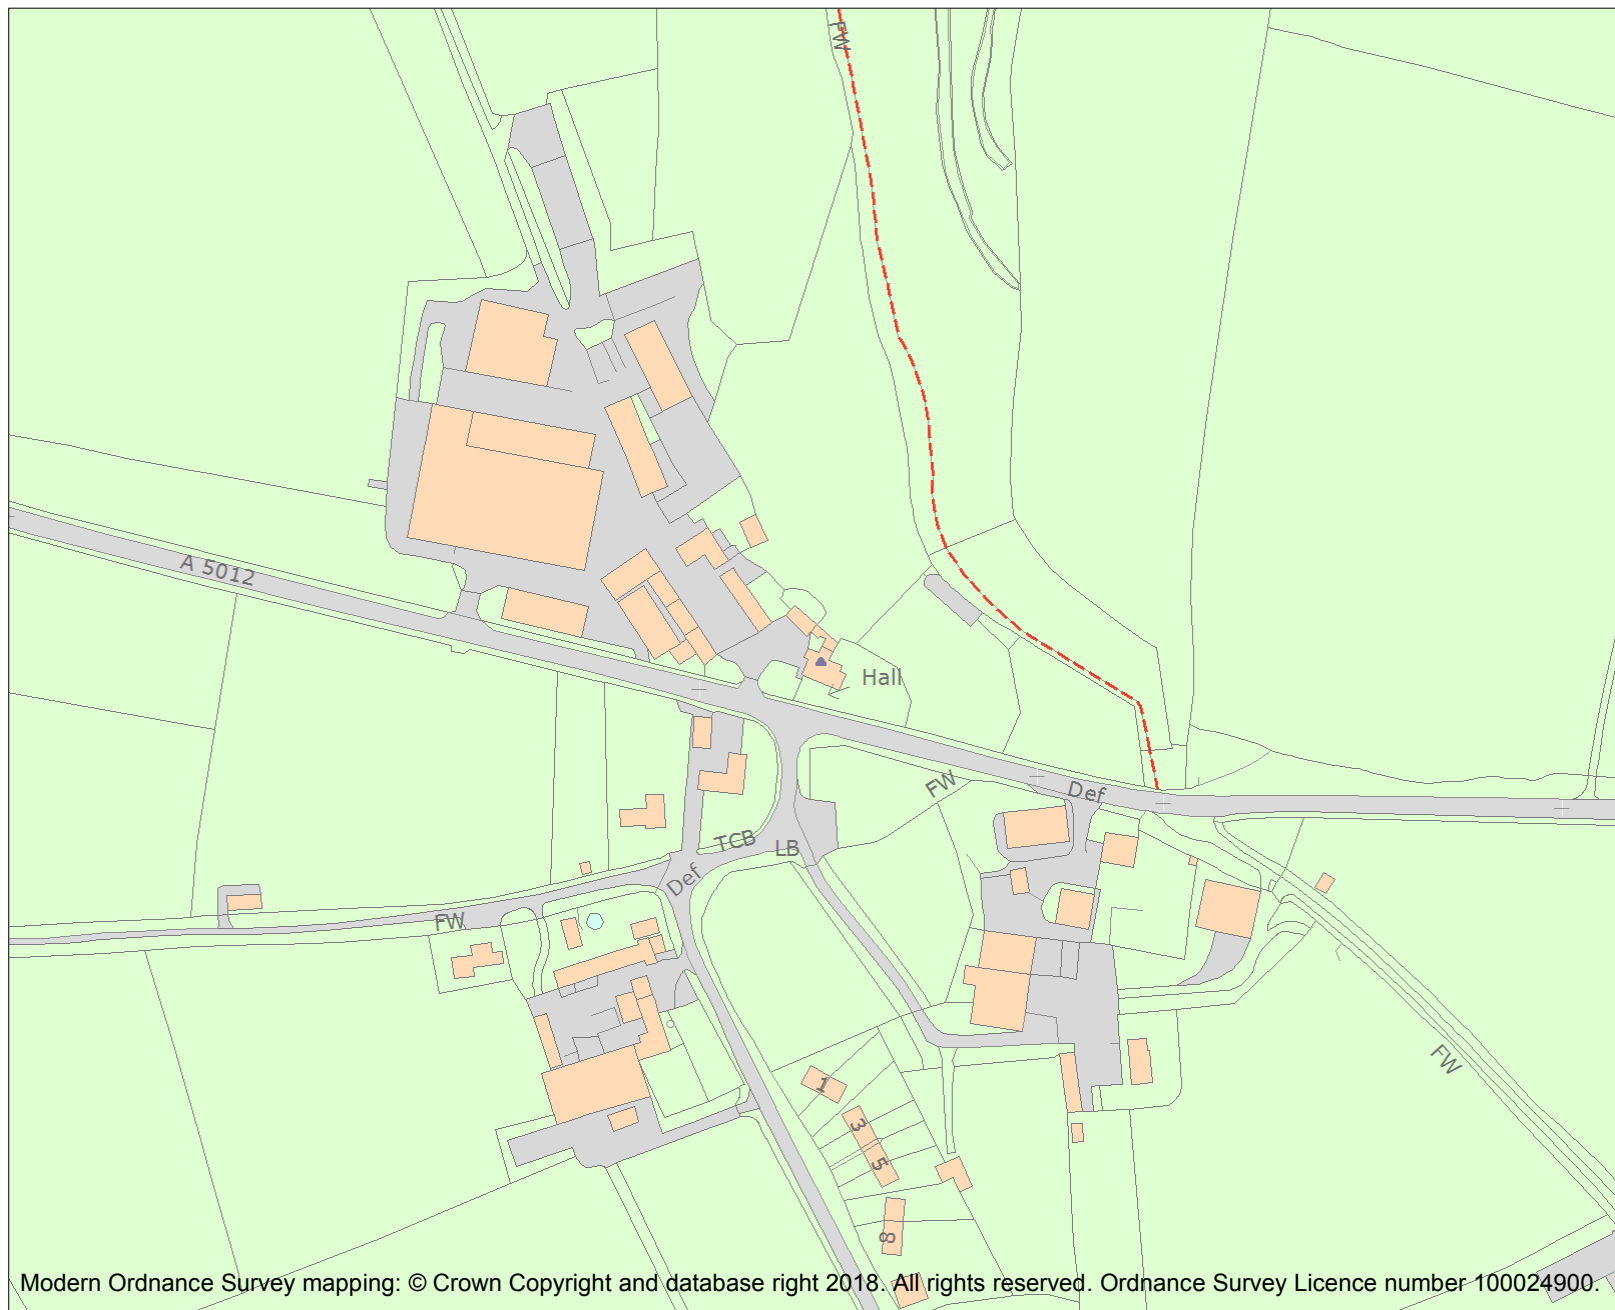 FW
A 5012
Hall
FW
Def
TCB
LB
Def
FW
FW
1
3
5
8
Modern Ordnance Survey mapping: © Crown Copyright and database right 2018. All rights reserved. Ordnance Survey Licence number 100024900.